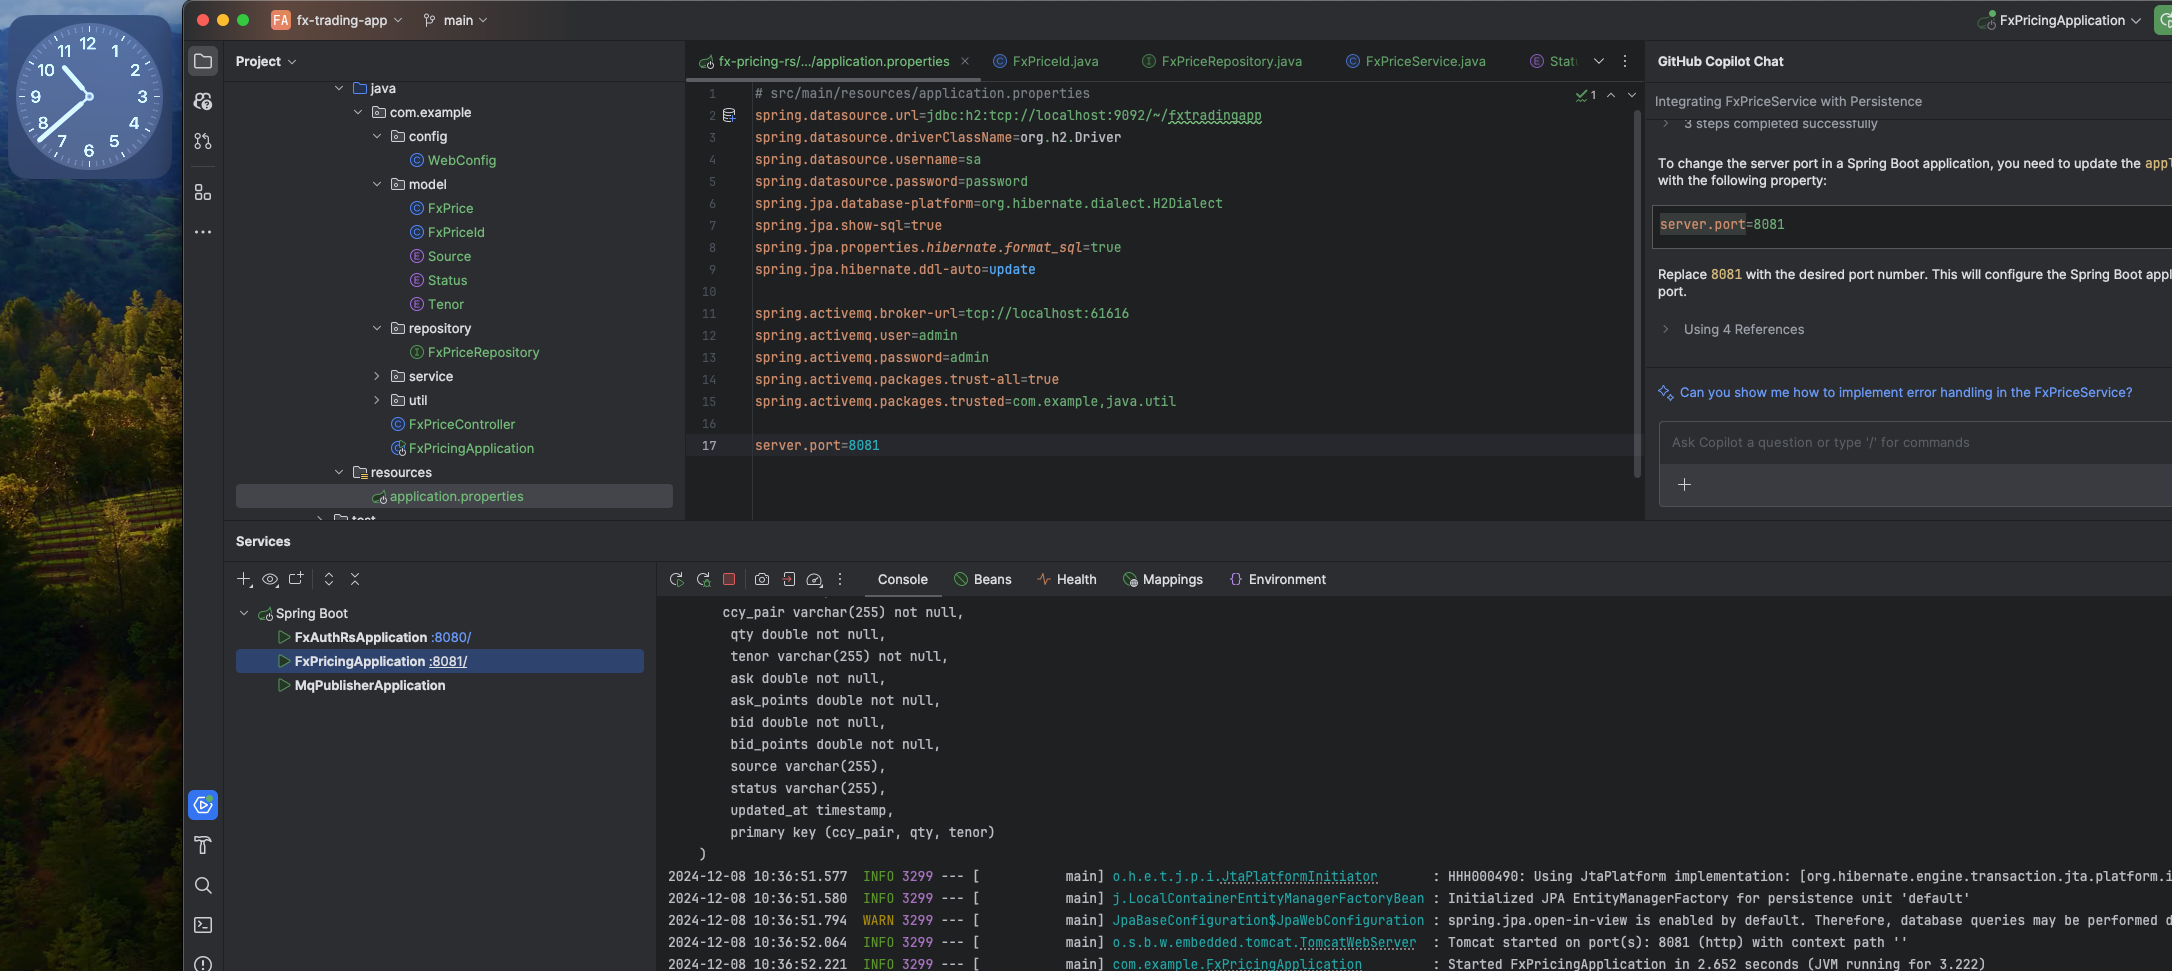 12
1
2
3
4
5
6
7
8
9
10
11
FA fx-trading-app
main
FxPricingApplication
Project
java
com.example
config
WebConfig
model
FxPrice
FxPriceId
Source
Status
Tenor
repository
FxPriceRepository
service
util
FxPriceController
FxPricingApplication
resources
application.properties
test
fx-pricing-rs/.../application.properties
FxPriceId.java
FxPriceRepository.java
FxPriceService.java
Stat
1
1 # src/main/resources/application.properties
2 spring.datasource.url=jdbc:h2:tcp://localhost:9092/~/fxtradingapp
3 spring.datasource.driverClassName=org.h2.Driver
4 spring.datasource.username=sa
5 spring.datasource.password=password
6 spring.jpa.database-platform=org.hibernate.dialect.H2Dialect
7 spring.jpa.show-sql=true
8 spring.jpa.properties.hibernate.format_sql=true
9 spring.jpa.hibernate.ddl-auto=update
10
11 spring.activemq.broker-url=tcp://localhost:61616
12 spring.activemq.user=admin
13 spring.activemq.password=admin
14 spring.activemq.packages.trust-all=true
15 spring.activemq.packages.trusted=com.example,java.util
16
17 server.port=8081
GitHub Copilot Chat
Integrating FxPriceService with Persistence
3 steps completed successfully
To change the server port in a Spring Boot application, you need to update the appl
with the following property:
server.port=8081
Replace 8081 with the desired port number. This will configure the Spring Boot appl
port.
Using 4 References
Can you show me how to implement error handling in the FxPriceService?
Ask Copilot a question or type '/' for commands
Services
Spring Boot
FxAuthRsApplication :8080/
FxPricingApplication :8081/
MqPublisherApplication
Console
Beans
Health
Mappings
Environment
ccy_pair varchar(255) not null,
qty double not null,
tenor varchar(255) not null,
ask double not null,
ask_points double not null,
bid double not null,
bid_points double not null,
source varchar(255),
status varchar(255),
updated_at timestamp,
primary key (ccy_pair, qty, tenor)
)
2024-12-08 10:36:51.577 INFO 3299 --- [ main] o.h.e.t.j.p.i.JtaPlatformInitiator : HHH000490: Using JtaPlatform implementation: [org.hibernate.engine.transaction.jta.platform.i
2024-12-08 10:36:51.580 INFO 3299 --- [ main] j.LocalContainerEntityManagerFactoryBean : Initialized JPA EntityManagerFactory for persistence unit 'default'
2024-12-08 10:36:51.794 WARN 3299 --- [ main] JpaBaseConfiguration$JpaWebConfiguration : spring.jpa.open-in-view is enabled by default. Therefore, database queries may be performed d
2024-12-08 10:36:52.064 INFO 3299 --- [ main] o.s.b.w.embedded.tomcat.TomcatWebServer : Tomcat started on port(s): 8081 (http) with context path ''
2024-12-08 10:36:52.221 INFO 3299 --- [ main] com.example.FxPricingApplication : Started FxPricingApplication in 2.652 seconds (JVM running for 3.222)